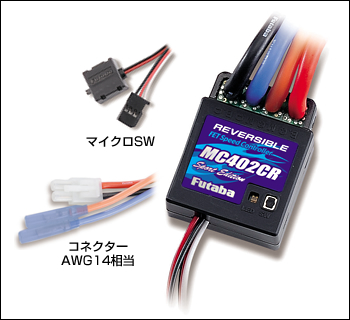 マイクロSW
REVERSIBLE
FET Speed Controller
MC402CR
Sport Edition
Futaba
コネクター
AWG14相当